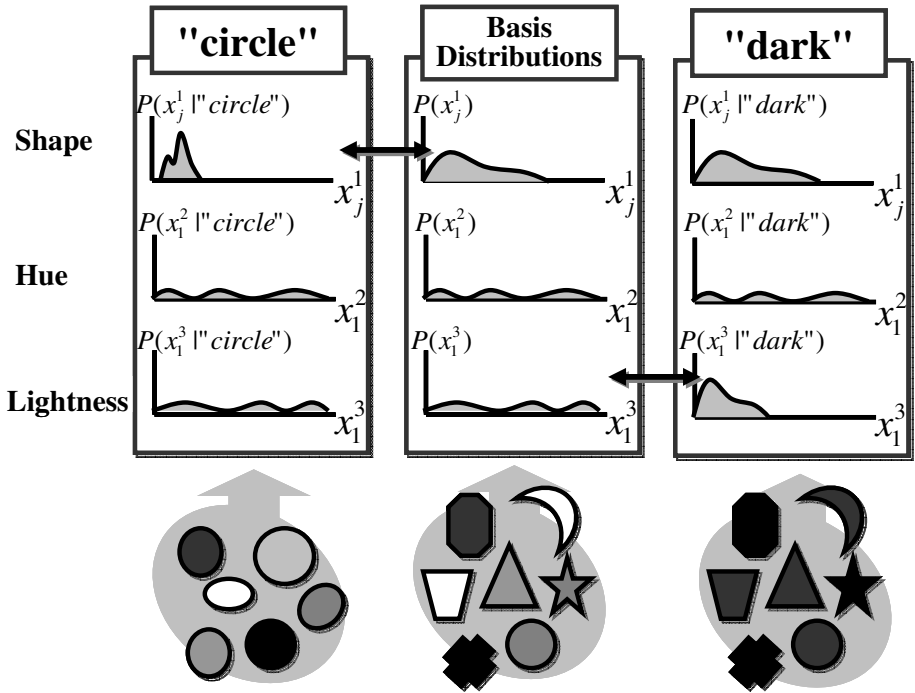 "circle"
Basis
Distributions
"dark"
Shape
P(x_j^1 |"circle")
x_j^1
P(x_j^1)
x_j^1
P(x_j^1 |"dark")
x_j^1
Hue
P(x_1^2 |"circle")
x_1^2
P(x_1^2)
x_1^2
P(x_1^2 |"dark")
x_1^2
Lightness
P(x_1^3 |"circle")
x_1^3
P(x_1^3)
x_1^3
P(x_1^3 |"dark")
x_1^3